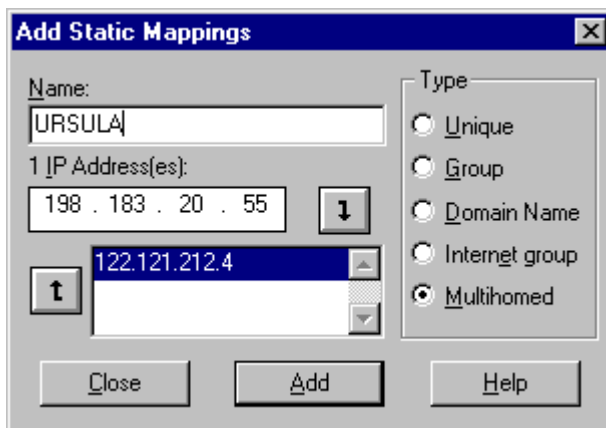 Add Static Mappings
Name:
URSULA
1 IP Address(es):
198 . 183 . 20 . 55
122.121.212.4
Type
Unique
Group
Domain Name
Internet group
Multihomed
Close
Add
Help